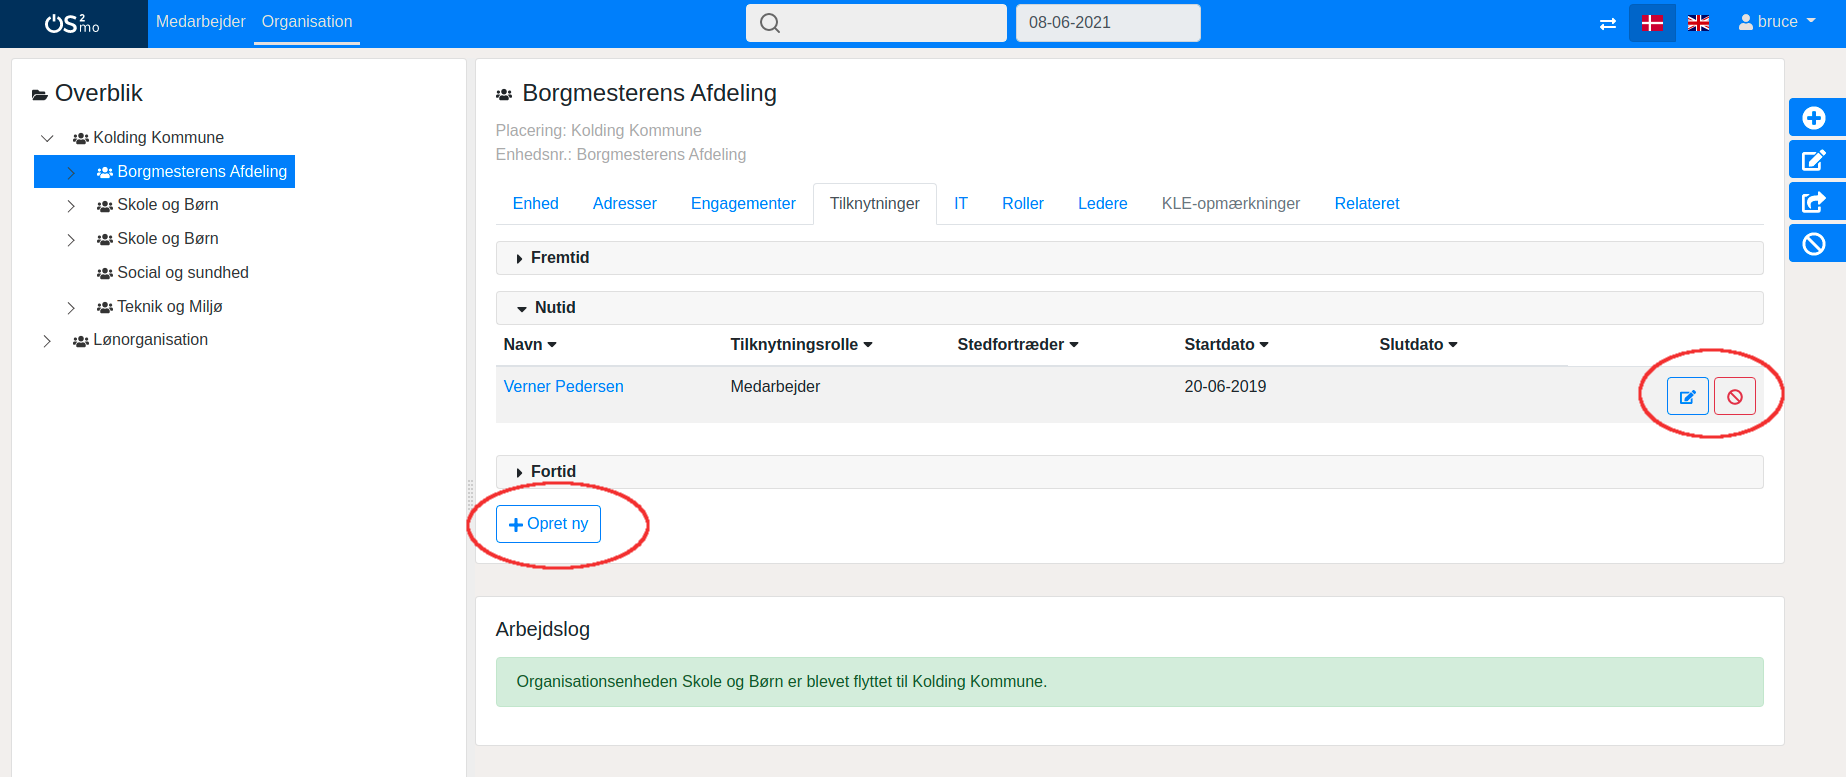 OS2mo Medarbejder Organisation 08-06-2021 bruce
Overblik
Kolding Kommune
Borgmesterens Afdeling
Skole og Børn
Skole og Børn
Social og sundhed
Teknik og Miljø
Lønorganisation
Borgmesterens Afdeling
Placering: Kolding Kommune
Enhedsnr.: Borgmesterens Afdeling
Enhed Adresser Engagementer Tilknytninger IT Roller Ledere KLE-opmærkninger Relateret
Fremtid
Nutid
Navn Tilknytningsrolle Stedfortræder Startdato Slutdato
Verner Pedersen Medarbejder 20-06-2019
Fortid
Opret ny
Arbejdslog
Organisationsenheden Skole og Børn er blevet flyttet til Kolding Kommune.